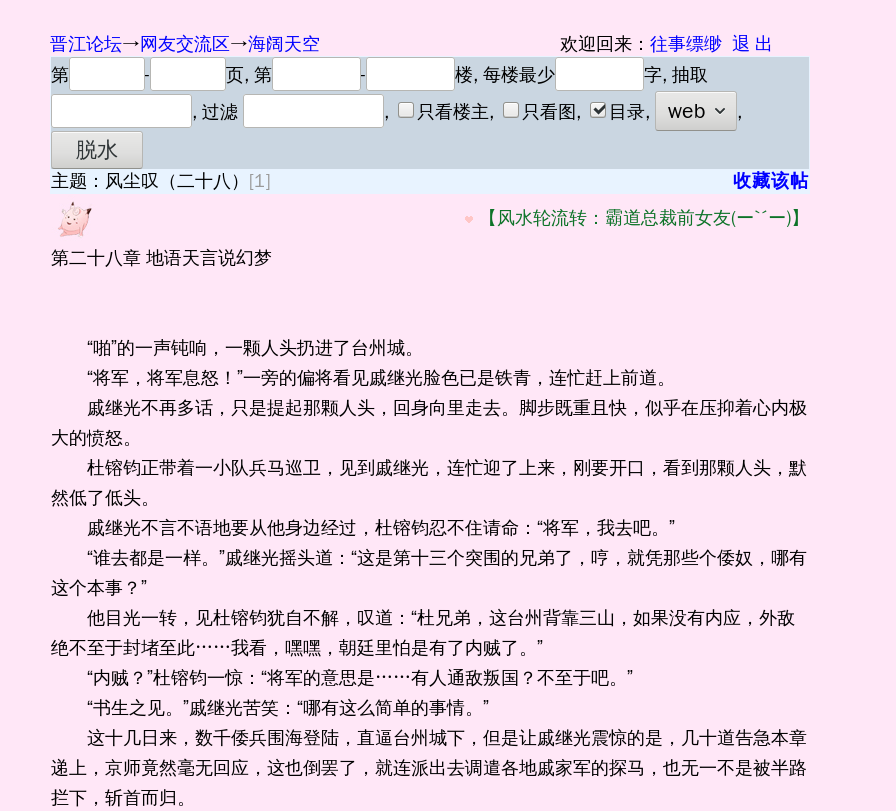 晋江论坛→网友交流区→海阔天空 欢迎回来：往事缥缈 退 出
第 - 页, 第 - 楼, 每楼最少 字, 抽取
, 过滤 , 只看楼主, 只看图, 目录, web ,
脱水
主题：风尘叹（二十八）[1] 收藏该帖
【风水轮流转：霸道总裁前女友(ー`´ー)】
第二十八章 地语天言说幻梦
“啪”的一声钝响，一颗人头扔进了台州城。
“将军，将军息怒！”一旁的偏将看见戚继光脸色已是铁青，连忙赶上前道。
戚继光不再多话，只是提起那颗人头，回身向里走去。脚步既重且快，似乎在压抑着心内极
大的愤怒。
杜镕钧正带着一小队兵马巡卫，见到戚继光，连忙迎了上来，刚要开口，看到那颗人头，默
然低了低头。
戚继光不言不语地要从他身边经过，杜镕钧忍不住请命：“将军，我去吧。”
“谁去都是一样。”戚继光摇头道：“这是第十三个突围的兄弟了，哼，就凭那些个倭奴，哪有
这个本事？”
他目光一转，见杜镕钧犹自不解，叹道：“杜兄弟，这台州背靠三山，如果没有内应，外敌
绝不至于封堵至此……我看，嘿嘿，朝廷里怕是有了内贼了。”
“内贼？”杜镕钧一惊：“将军的意思是……有人通敌叛国？不至于吧。”
“书生之见。”戚继光苦笑：“哪有这么简单的事情。”
这十几日来，数千倭兵围海登陆，直逼台州城下，但是让戚继光震惊的是，几十道告急本章
递上，京师竟然毫无回应，这也倒罢了，就连派出去调遣各地戚家军的探马，也无一不是被半路
拦下，斩首而归。